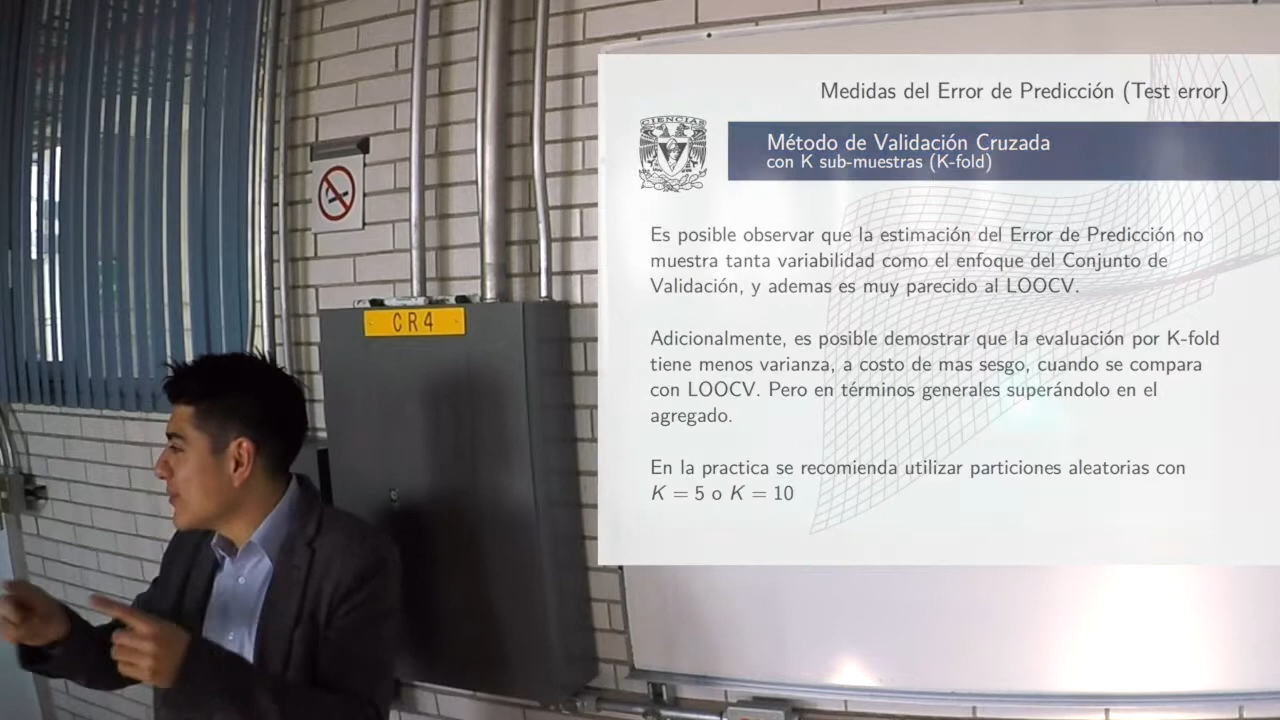 Medidas del Error de Predicción (Test error)
CIENCIAS
Método de Validación Cruzada
con K sub-muestras (K-fold)
Es posible observar que la estimación del Error de Predicción no
muestra tanta variabilidad como el enfoque del Conjunto de
Validación, y ademas es muy parecido al LOOCV.
Adicionalmente, es posible demostrar que la evaluación por K-fold
tiene menos varianza, a costo de mas sesgo, cuando se compara
con LOOCV. Pero en términos generales superándolo en el
agregado.
En la practica se recomienda utilizar particiones aleatorias con
K = 5 o K = 10
CR4